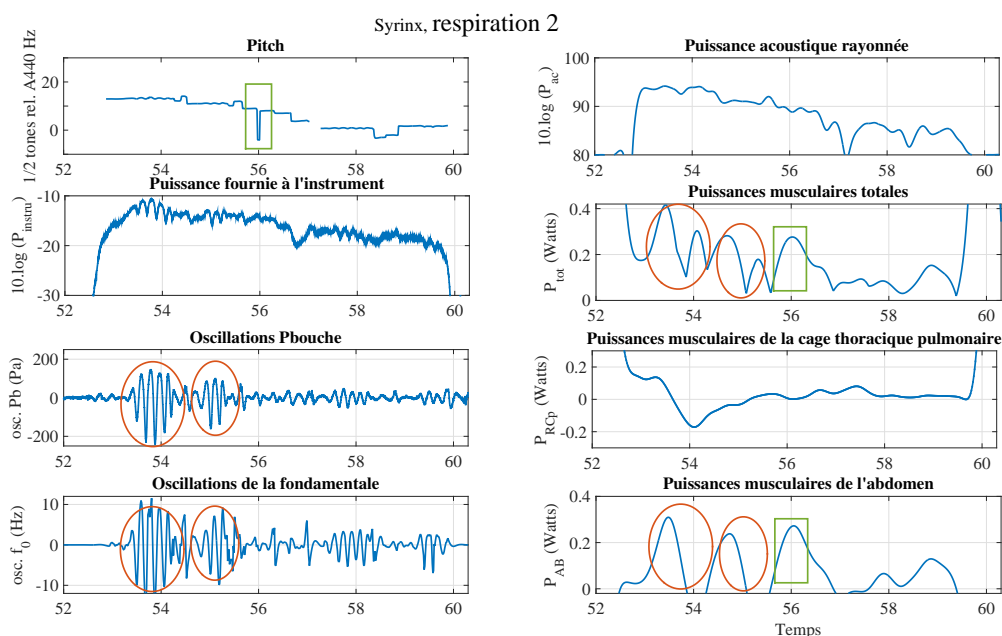 Syrinx, respiration 2
Pitch
1/2 tones rel. A440 Hz
20
0
52 54 56 58 60
Puissance fournie à l'instrument
10.log (P_instru)
-10
-20
-30
52 54 56 58 60
Oscillations Pbouche
osc. Pb (Pa)
200
0
-200
52 54 56 58 60
Oscillations de la fondamentale
osc. f_0 (Hz)
10
0
-10
52 54 56 58 60
Puissance acoustique rayonnée
10.log (P_ac)
100
90
80
52 54 56 58 60
Puissances musculaires totales
P_tot (Watts)
0.4
0.2
0
52 54 56 58 60
Puissances musculaires de la cage thoracique pulmonaire
P_RCp (Watts)
0.2
0
-0.2
52 54 56 58 60
Puissances musculaires de l'abdomen
P_AB (Watts)
0.4
0.2
0
52 54 56 58 60
Temps